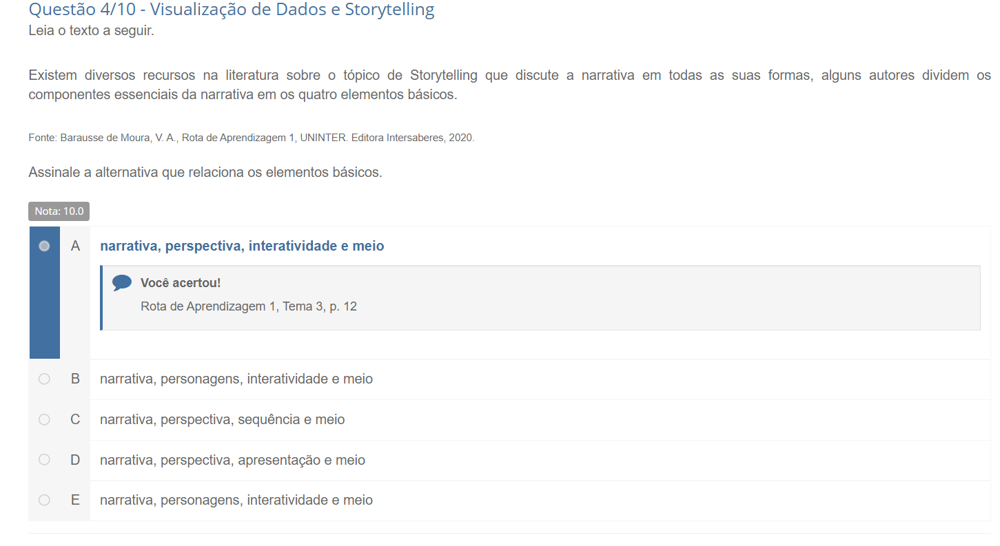 Questão 4/10 - Visualização de Dados e Storytelling
Leia o texto a seguir.
Existem diversos recursos na literatura sobre o tópico de Storytelling que discute a narrativa em todas as suas formas, alguns autores dividem os
componentes essenciais da narrativa em os quatro elementos básicos.
Fonte: Barausse de Moura, V. A., Rota de Aprendizagem 1, UNINTER. Editora Intersaberes, 2020.
Assinale a alternativa que relaciona os elementos básicos.
Nota: 10.0
A narrativa, perspectiva, interatividade e meio
Você acertou!
Rota de Aprendizagem 1, Tema 3, p. 12
B narrativa, personagens, interatividade e meio
C narrativa, perspectiva, sequência e meio
D narrativa, perspectiva, apresentação e meio
E narrativa, personagens, interatividade e meio